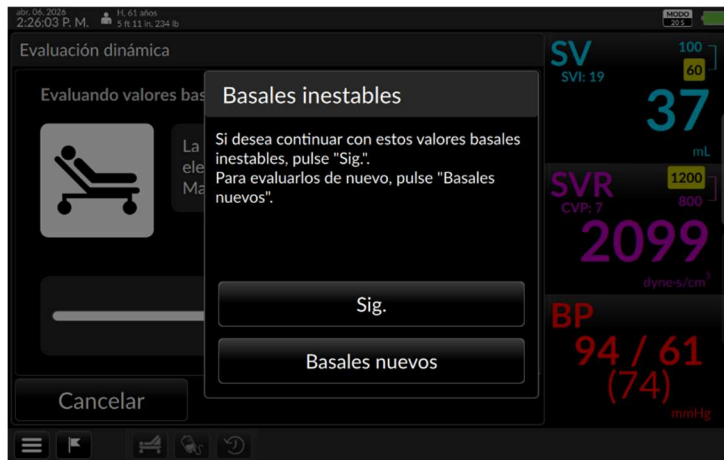 abr. 06, 2026
2:26:03 P. M.
H, 61 años
5 ft 11 in, 234 lb
MODO
20 S
Evaluación dinámica
Evaluando valores bas
La
ele
Ma
Basales inestables
Si desea continuar con estos valores basales
inestables, pulse "Sig.".
Para evaluarlos de nuevo, pulse "Basales
nuevos".
Sig.
Basales nuevos
Cancelar
SV
SVI: 19
100
60
37
mL
SVR
CVP: 7
1200
800
2099
dyne-s/cm⁵
BP
94 / 61
(74)
mmHg